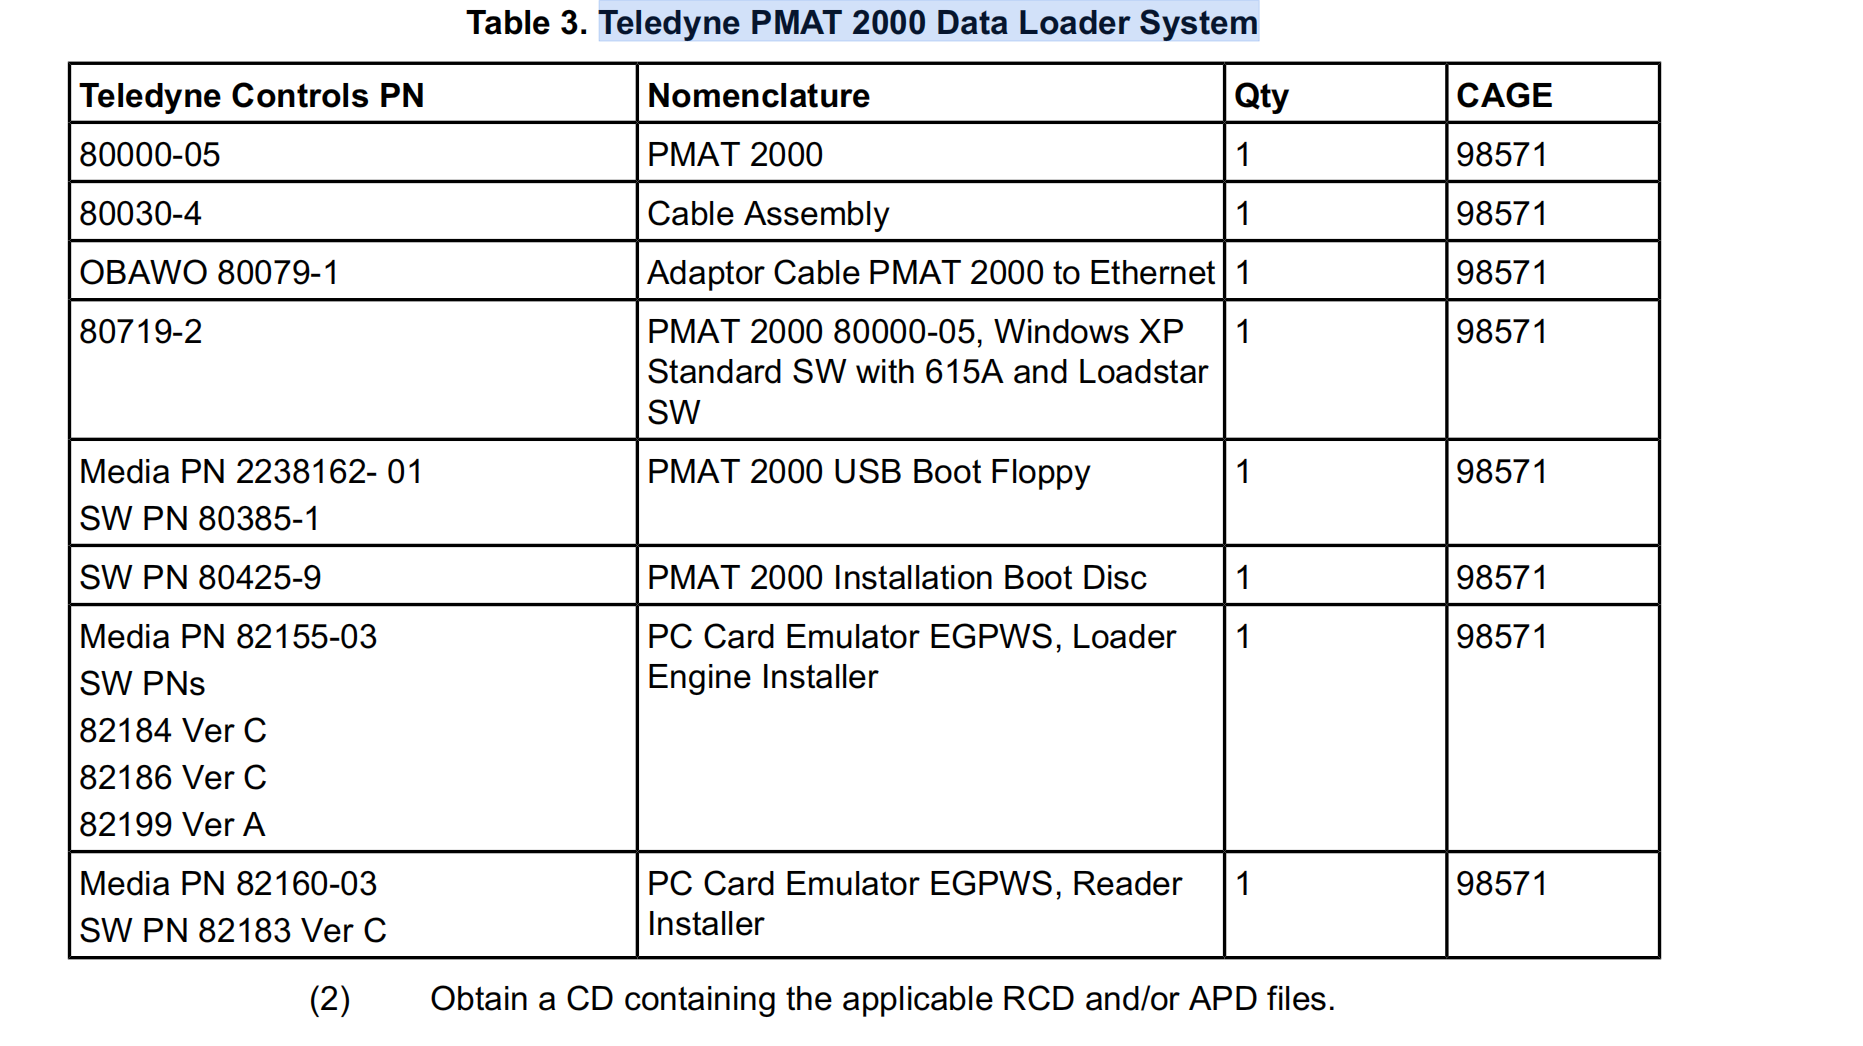 Table 3. Teledyne PMAT 2000 Data Loader System
Teledyne Controls PN Nomenclature Qty CAGE
80000-05 PMAT 2000 1 98571
80030-4 Cable Assembly 1 98571
OBAWO 80079-1 Adaptor Cable PMAT 2000 to Ethernet 1 98571
80719-2 PMAT 2000 80000-05, Windows XP 1 98571
Standard SW with 615A and Loadstar
SW
Media PN 2238162- 01 PMAT 2000 USB Boot Floppy 1 98571
SW PN 80385-1
SW PN 80425-9 PMAT 2000 Installation Boot Disc 1 98571
Media PN 82155-03 PC Card Emulator EGPWS, Loader 1 98571
SW PNs Engine Installer
82184 Ver C
82186 Ver C
82199 Ver A
Media PN 82160-03 PC Card Emulator EGPWS, Reader 1 98571
SW PN 82183 Ver C Installer
(2) Obtain a CD containing the applicable RCD and/or APD files.